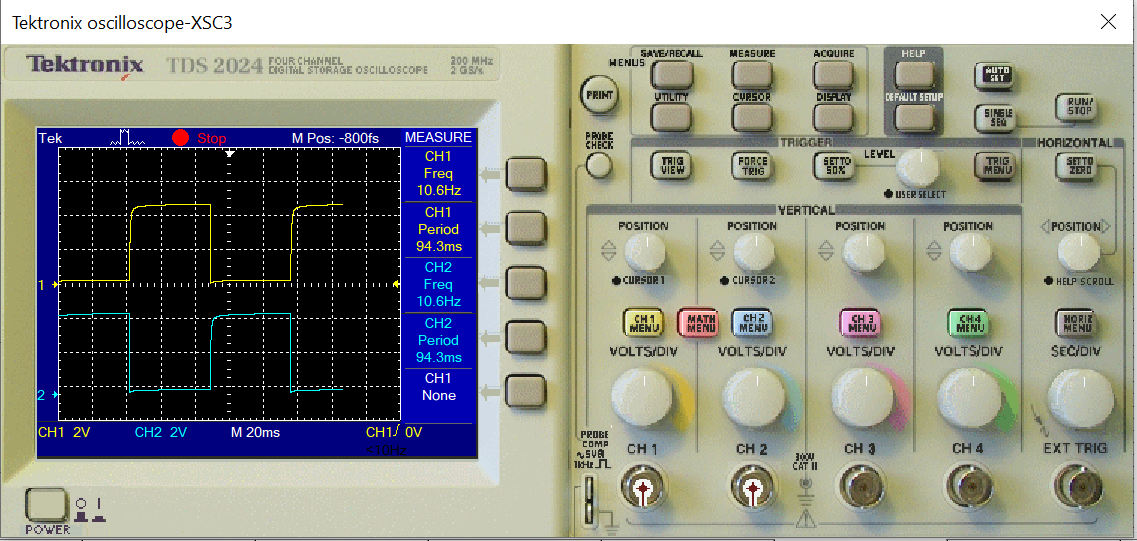 Tektronix oscilloscope-XSC3
Tektronix TDS 2024 FOUR CHANNEL DIGITAL STORAGE OSCILLOSCOPE 200 MHz 2 GS/s
Tek Stop M Pos: -800fs MEASURE
CH1
Freq
10.6Hz
CH1
Period
94.3ms
CH2
Freq
10.6Hz
CH2
Period
94.3ms
CH1
None
1
2
CH1 2V CH2 2V M 20ms CH1/ 0V
POWER
MENUS
SAVE/RECALL MEASURE ACQUIRE
UTILITY CURSOR DISPLAY
HELP
DEFAULT SETUP
AUTO SET
SINGLE SEQ
RUN/STOP
PRINT
PROBE CHECK
TRIGGER
TRIG VIEW
FORCE TRIG
SET TO 50%
LEVEL
USER SELECT
TRIG MENU
HORIZONTAL
SET TO ZERO
VERTICAL
POSITION POSITION POSITION POSITION POSITION
CURSOR 1 CURSOR 2 HELP SCROLL
CH 1 MENU
MATH MENU
CH 2 MENU
CH 3 MENU
CH 4 MENU
HORIZ MENU
VOLTS/DIV VOLTS/DIV VOLTS/DIV VOLTS/DIV SEC/DIV
PROBE COMP
~5V@
1kHz
CH 1 CH 2 CH 3 CH 4 EXT TRIG
300V
CAT II